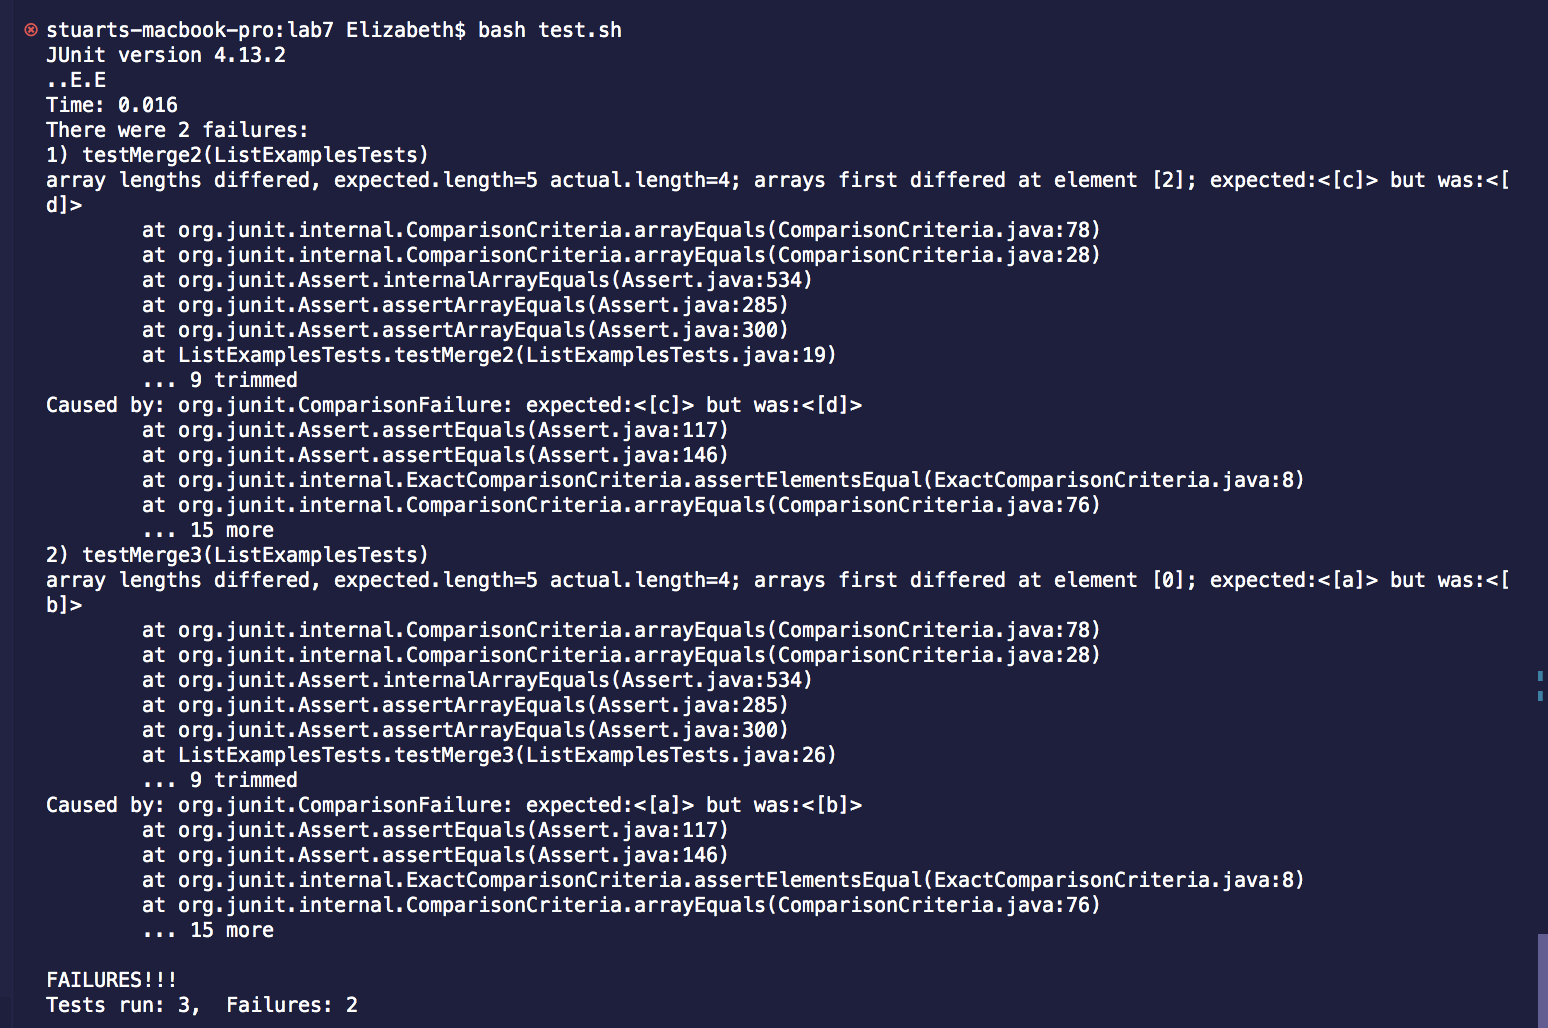 stuarts-macbook-pro:lab7 Elizabeth$ bash test.sh
JUnit version 4.13.2
..E.E
Time: 0.016
There were 2 failures:
1) testMerge2(ListExamplesTests)
array lengths differed, expected.length=5 actual.length=4; arrays first differed at element [2]; expected:<[c]> but was:<[
d]>
        at org.junit.internal.ComparisonCriteria.arrayEquals(ComparisonCriteria.java:78)
        at org.junit.internal.ComparisonCriteria.arrayEquals(ComparisonCriteria.java:28)
        at org.junit.Assert.internalArrayEquals(Assert.java:534)
        at org.junit.Assert.assertArrayEquals(Assert.java:285)
        at org.junit.Assert.assertArrayEquals(Assert.java:300)
        at ListExamplesTests.testMerge2(ListExamplesTests.java:19)
        ... 9 trimmed
Caused by: org.junit.ComparisonFailure: expected:<[c]> but was:<[d]>
        at org.junit.Assert.assertEquals(Assert.java:117)
        at org.junit.Assert.assertEquals(Assert.java:146)
        at org.junit.internal.ExactComparisonCriteria.assertElementsEqual(ExactComparisonCriteria.java:8)
        at org.junit.internal.ComparisonCriteria.arrayEquals(ComparisonCriteria.java:76)
        ... 15 more
2) testMerge3(ListExamplesTests)
array lengths differed, expected.length=5 actual.length=4; arrays first differed at element [0]; expected:<[a]> but was:<[
b]>
        at org.junit.internal.ComparisonCriteria.arrayEquals(ComparisonCriteria.java:78)
        at org.junit.internal.ComparisonCriteria.arrayEquals(ComparisonCriteria.java:28)
        at org.junit.Assert.internalArrayEquals(Assert.java:534)
        at org.junit.Assert.assertArrayEquals(Assert.java:285)
        at org.junit.Assert.assertArrayEquals(Assert.java:300)
        at ListExamplesTests.testMerge3(ListExamplesTests.java:26)
        ... 9 trimmed
Caused by: org.junit.ComparisonFailure: expected:<[a]> but was:<[b]>
        at org.junit.Assert.assertEquals(Assert.java:117)
        at org.junit.Assert.assertEquals(Assert.java:146)
        at org.junit.internal.ExactComparisonCriteria.assertElementsEqual(ExactComparisonCriteria.java:8)
        at org.junit.internal.ComparisonCriteria.arrayEquals(ComparisonCriteria.java:76)
        ... 15 more

FAILURES!!!
Tests run: 3,  Failures: 2